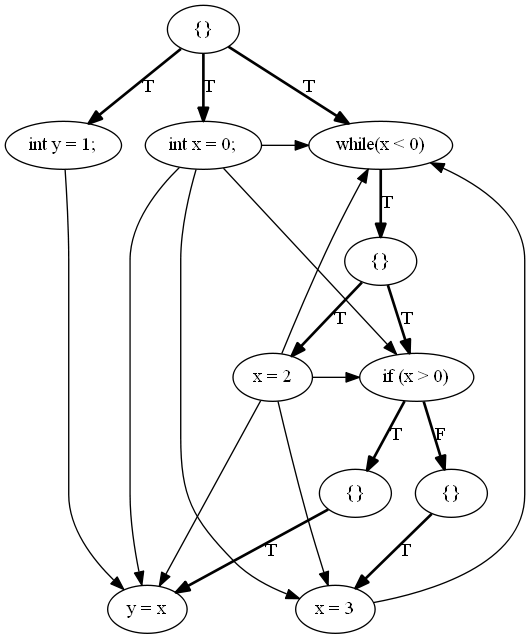 {}
T
T
T
int y = 1;
int x = 0;
while(x < 0)
T
{}
T
T
x = 2
if (x > 0)
T
F
{}
{}
T
T
y = x
x = 3